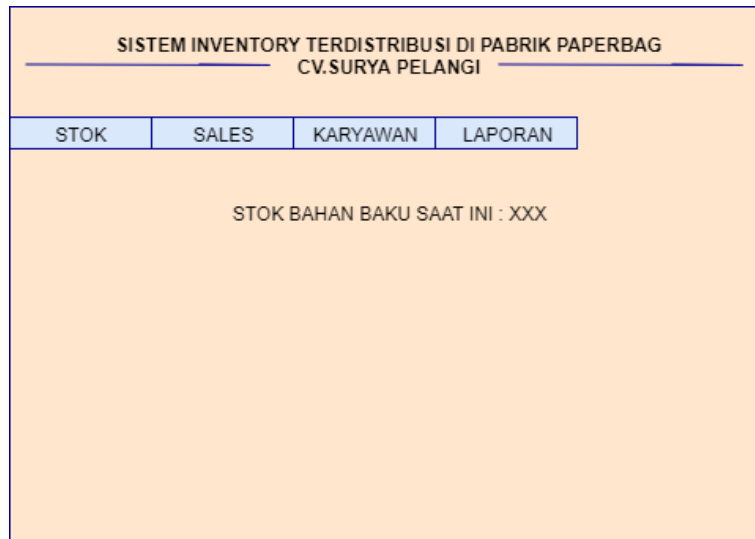 SISTEM INVENTORY TERDISTRIBUSI DI PABRIK PAPERBAG
CV.SURYA PELANGI
STOK SALES KARYAWAN LAPORAN
STOK BAHAN BAKU SAAT INI : XXX